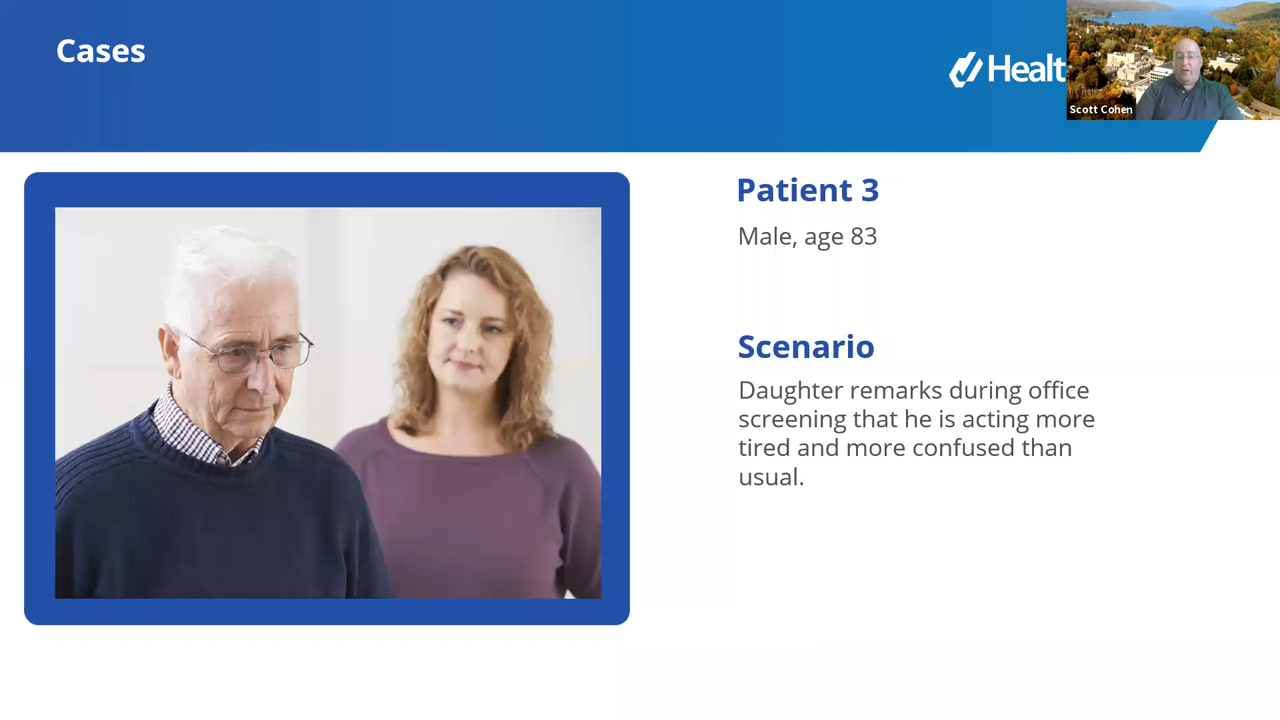 Cases
Healt
Scott Cohen
Patient 3
Male, age 83
Scenario
Daughter remarks during office
screening that he is acting more
tired and more confused than
usual.